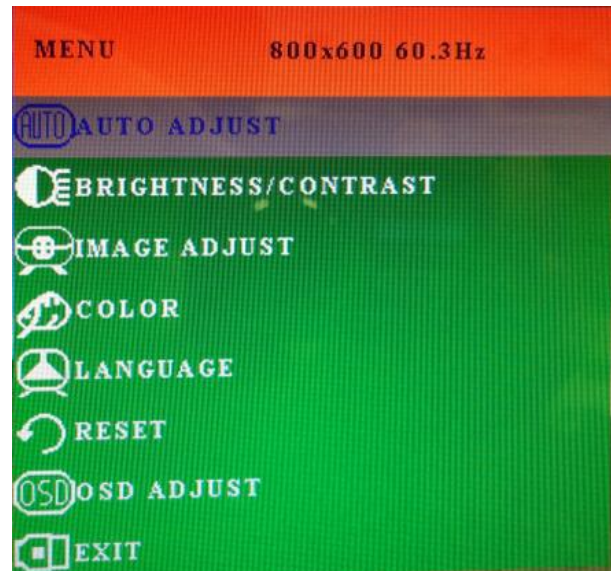 MENU 800x600 60.3Hz
AUTO AUTO ADJUST
BRIGHTNESS/CONTRAST
IMAGE ADJUST
COLOR
LANGUAGE
RESET
OSD OSD ADJUST
EXIT